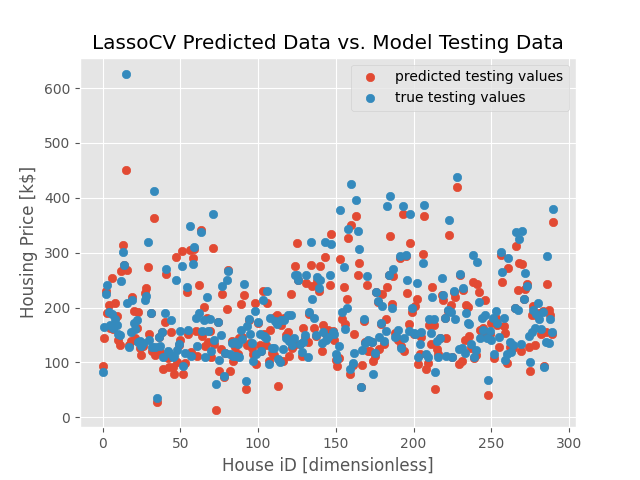 LassoCV Predicted Data vs. Model Testing Data
predicted testing values
true testing values
600
500
400
300
200
100
0
Housing Price [k$]
0 50 100 150 200 250 300
House iD [dimensionless]